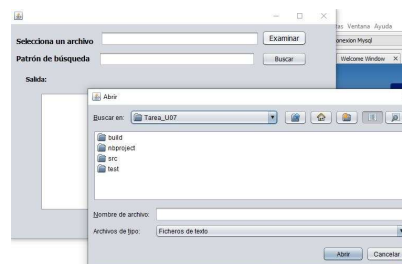 tas Ventana Ayuda
Selecciona un archivo
Examinar
onexion Mysql
Patrón de búsqueda
Buscar
Welcome Window
Salida:
Abrir
Buscar en:
Tarea_U07
build
nbproject
src
test
Nombre de archivo:
Archivos de tipo:
Ficheros de texto
Abrir
Cancelar